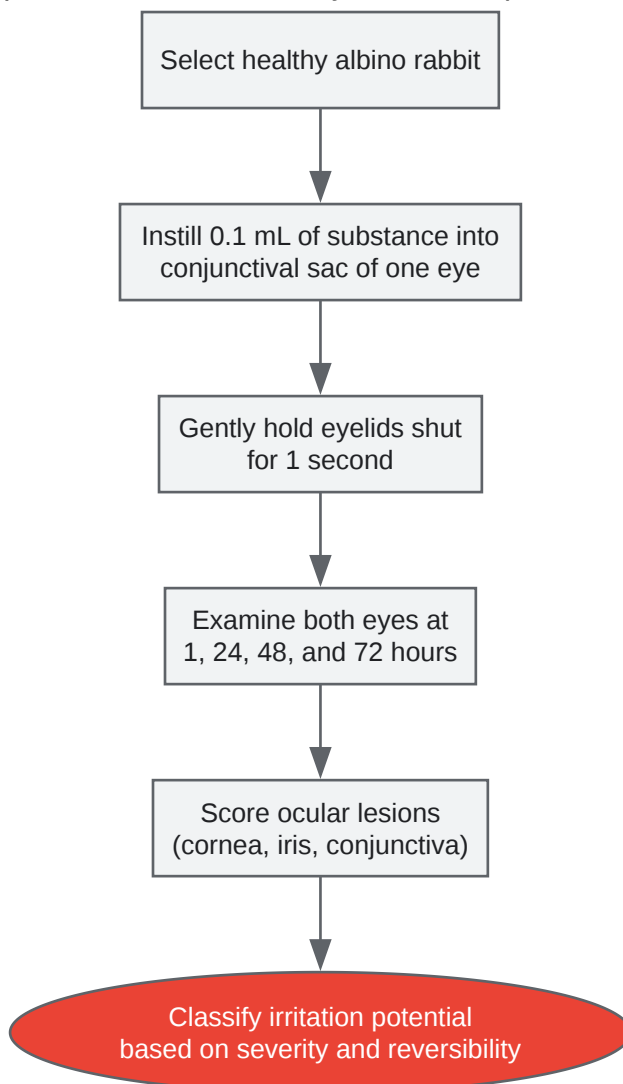 Select healthy albino rabbit
Instill 0.1 mL of substance into
conjunctival sac of one eye
Gently hold eyelids shut
for 1 second
Examine both eyes at
1, 24, 48, and 72 hours
Score ocular lesions
(cornea, iris, conjunctiva)
Classify irritation potential
based on severity and reversibility